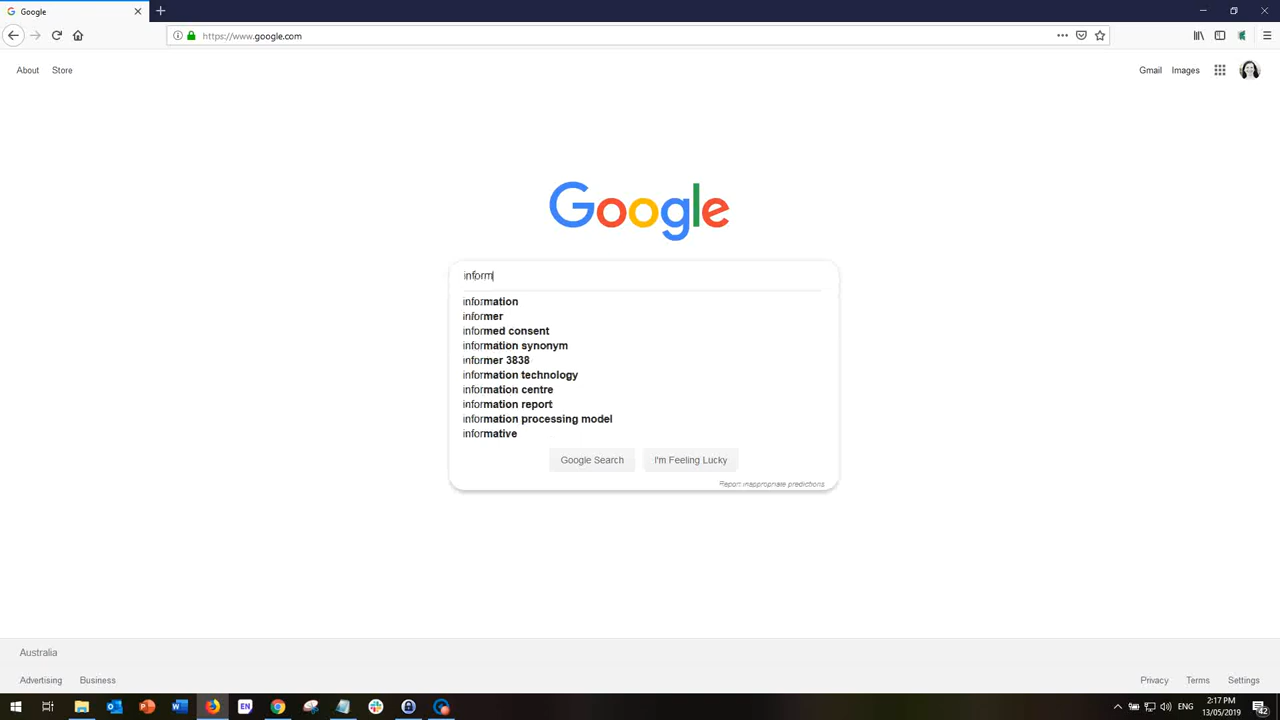 Google
https://www.google.com
About Store
Gmail Images
Google
inform
information
informer
informed consent
information synonym
informer 3838
information technology
information centre
information report
information processing model
informative
Google Search I'm Feeling Lucky
Report inappropriate predictions
Australia
Advertising Business
Privacy Terms Settings
EN
ENG
2:17 PM
13/05/2019
42